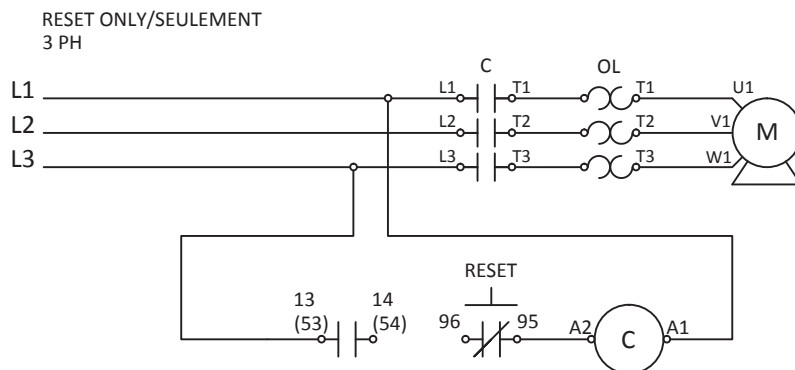 RESET ONLY/SEULEMENT
3 PH
C OL
L1 L1 T1 T1 U1
L2 L2 T2 T2 V1 M
L3 L3 T3 T3 W1
RESET
13 14
(53) (54) 96 95 A2 C A1